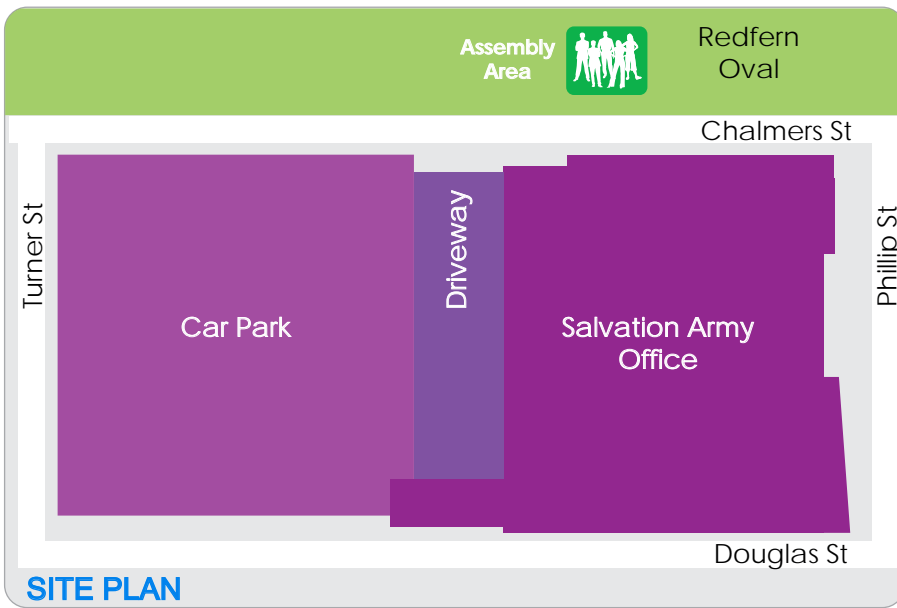 Assembly
Area
Redfern
Oval
Chalmers St
Turner St
Driveway
Phillip St
Car Park
Salvation Army
Office
Douglas St
SITE PLAN